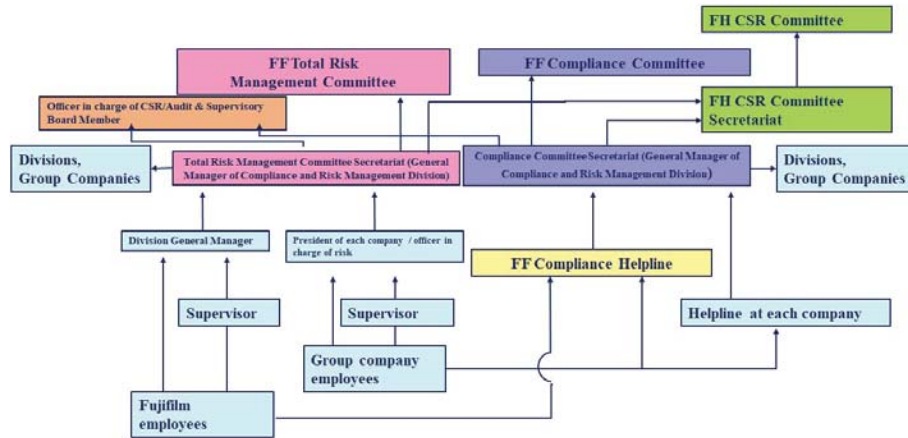 FH CSR Committee
FF Total Risk
Management Committee
FF Compliance Committee
Officer in charge of CSR/Audit & Supervisory
Board Member
FH CSR Committee
Secretariat
Divisions,
Group Companies
Total Risk Management Committee Secretariat (General
Manager of Compliance and Risk Management Division)
Compliance Committee Secretariat (General Manager of
Compliance and Risk Management Division)
Divisions,
Group Companies
Division General Manager
President of each company / officer in
charge of risk
FF Compliance Helpline
Supervisor
Supervisor
Helpline at each company
Group company
employees
Fujifilm
employees